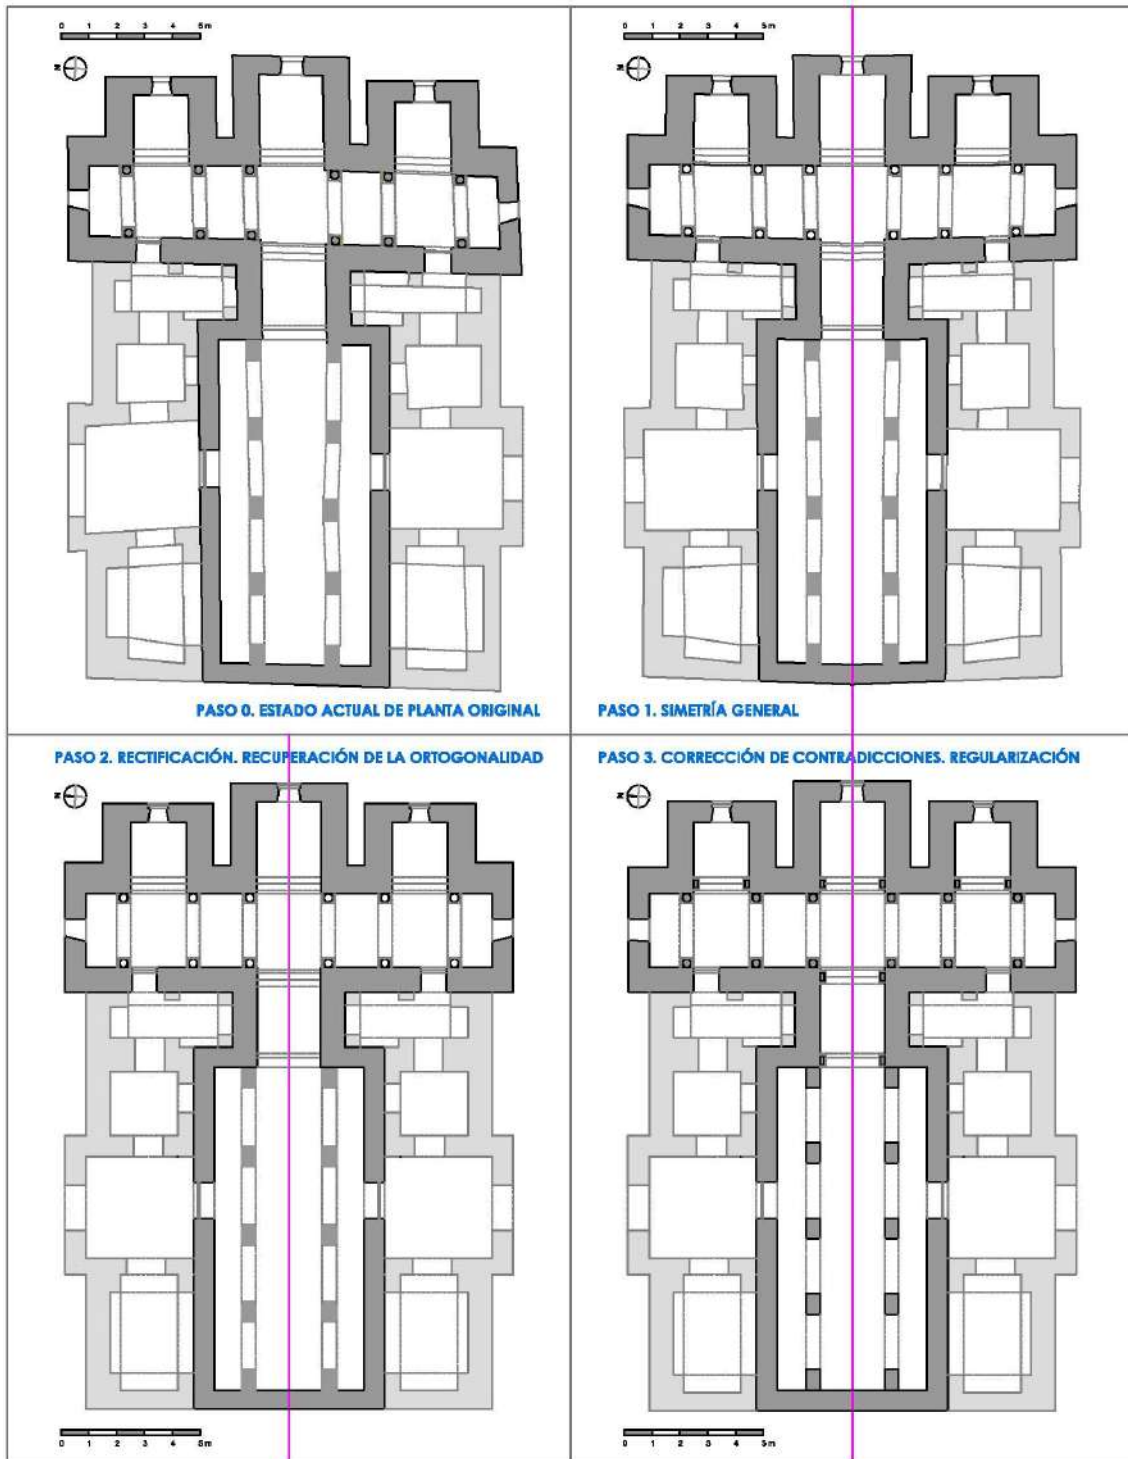 0 1 2 3 4 5m
N
PASO 0. ESTADO ACTUAL DE PLANTA ORIGINAL
0 1 2 3 4 5m
N
PASO 1. SIMETRÍA GENERAL
PASO 2. RECTIFICACIÓN. RECUPERACIÓN DE LA ORTOGONALIDAD
N
0 1 2 3 4 5m
PASO 3. CORRECCIÓN DE CONTRADICCIONES. REGULARIZACIÓN
N
0 1 2 3 4 5m